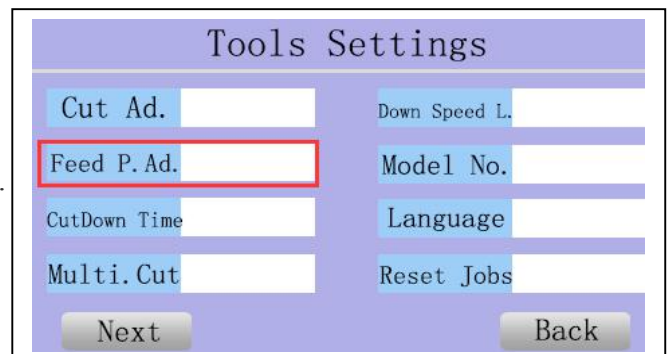 Tools Settings
Cut Ad.
Down Speed L.
Feed P.Ad.
Model No.
CutDown Time
Language
Multi.Cut
Reset Jobs
Next
Back